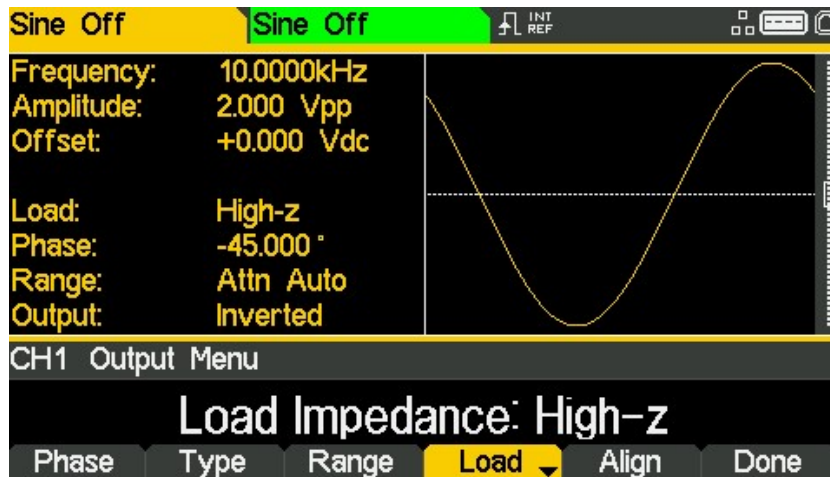 Sine Off
Sine Off
INT REF
Frequency: 10.0000kHz
Amplitude: 2.000 Vpp
Offset: +0.000 Vdc
Load: High-z
Phase: -45.000 °
Range: Attn Auto
Output: Inverted
CH1 Output Menu
Load Impedance: High-z
Phase Type Range Load Align Done